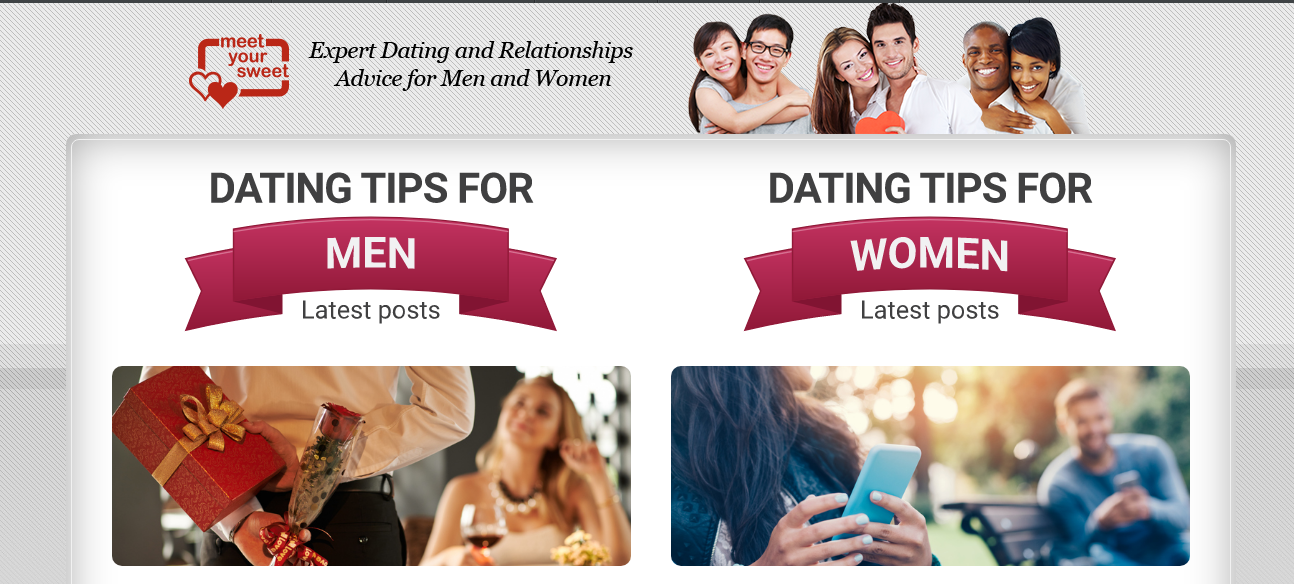 meet
your
sweet
Expert Dating and Relationships
Advice for Men and Women
DATING TIPS FOR
MEN
Latest posts
DATING TIPS FOR
WOMEN
Latest posts